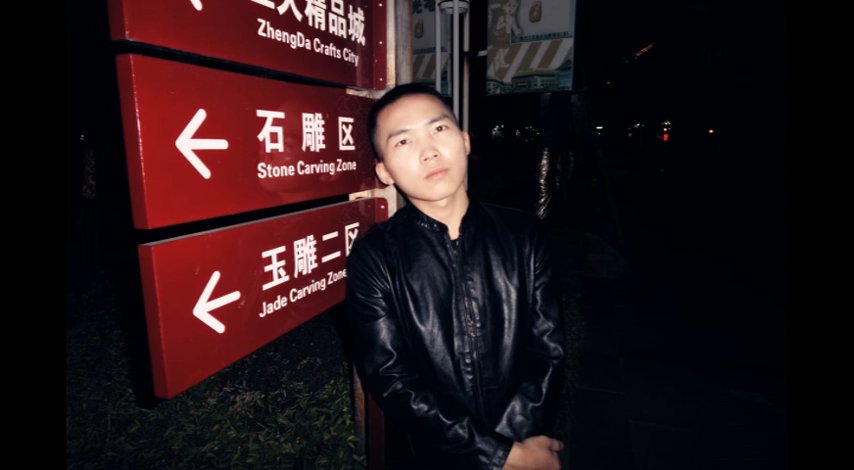 精品城
ZhengDa Crafts City
石雕区
Stone Carving Zone
玉雕二区
Jade Carving Zone